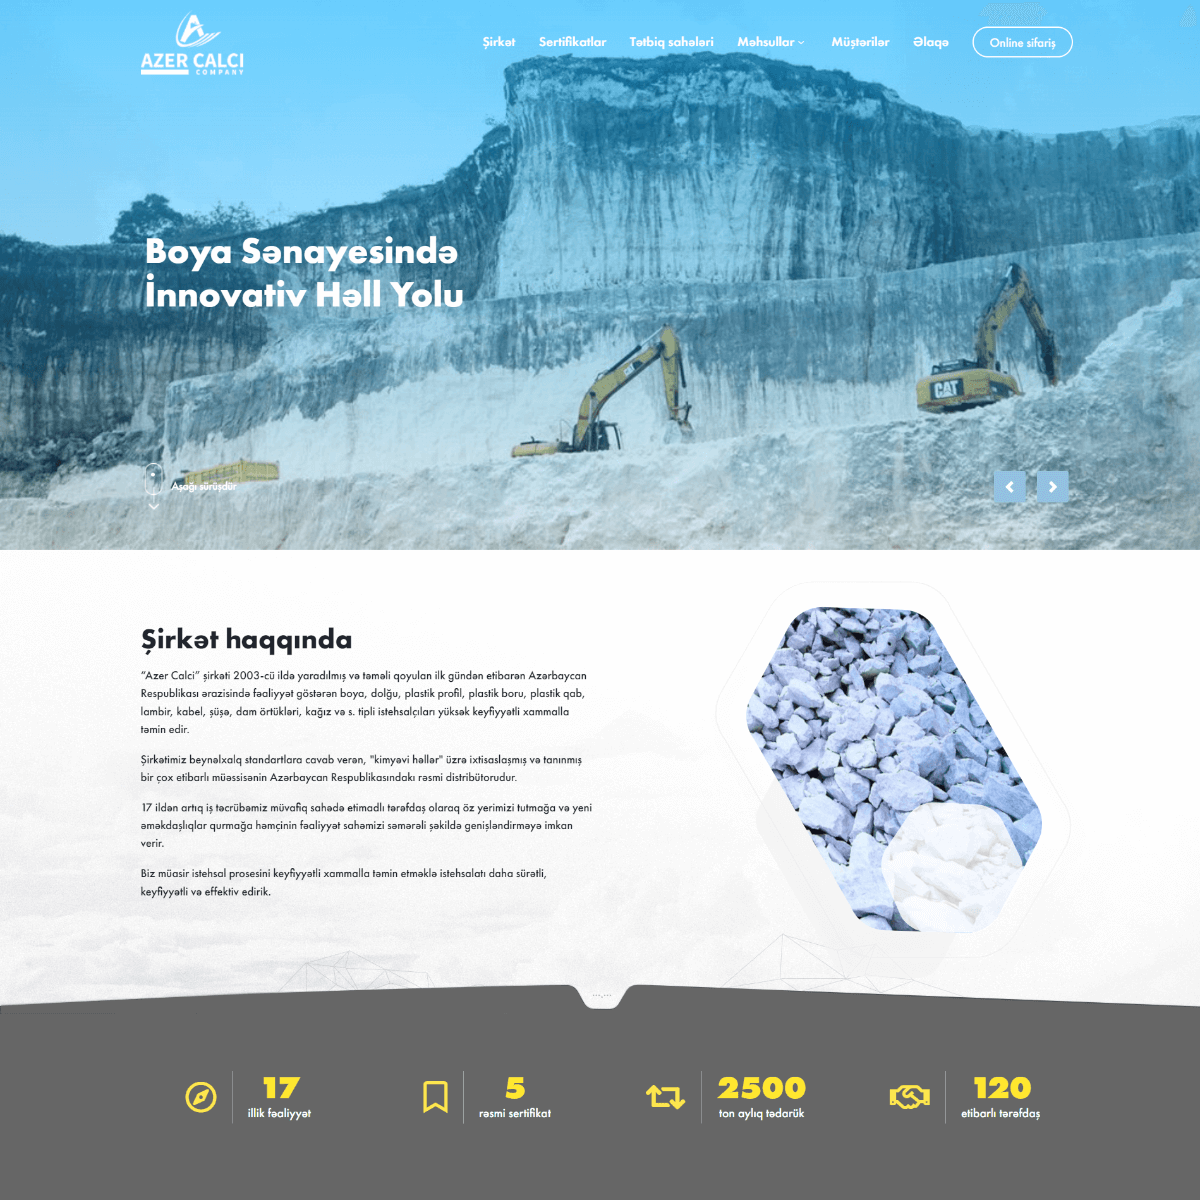 AZER CALCI
COMPANY
Şirkət
Sertifikatlar
Tətbiq sahələri
Məhsullar
Müştərilər
Əlaqə
Online sifariş
Boya Sənayesində
İnnovativ Həll Yolu
CAT
Aşağı sürüşdür
Şirkət haqqında
“Azer Calci” şirkəti 2003-cü ildə yaradılmış və təməli qoyulan ilk gündən etibarən Azərbaycan
Respublikası ərazisində fəaliyyət göstərən boya, dolğu, plastik profil, plastik boru, plastik qab,
lambir, kabel, şüşə, dam örtükləri, kağız və s. tipli istehsalçıları yüksək keyfiyyətli xammalla
təmin edir.
Şirkətimiz beynəlxalq standartlara cavab verən, "kimyəvi həllər" üzrə ixtisaslaşmış və tanınmış
bir çox etibarlı müəssisənin Azərbaycan Respublikasındakı rəsmi distribütorudur.
17 ildən artıq iş təcrübəmiz müvafiq sahədə etimadlı tərəfdaş olaraq öz yerimizi tutmağa və yeni
əməkdaşlıqlar qurmağa həmçinin fəaliyyət sahəmizi səmərəli şəkildə genişləndirməyə imkan
verir.
Biz müasir istehsal prosesini keyfiyyətli xammalla təmin etməklə istehsalatı daha sürətli,
keyfiyyətli və effektiv edirik.
17
illik fəaliyyət
5
rəsmi sertifikat
2500
ton aylıq tədarük
120
etibarlı tərəfdaş